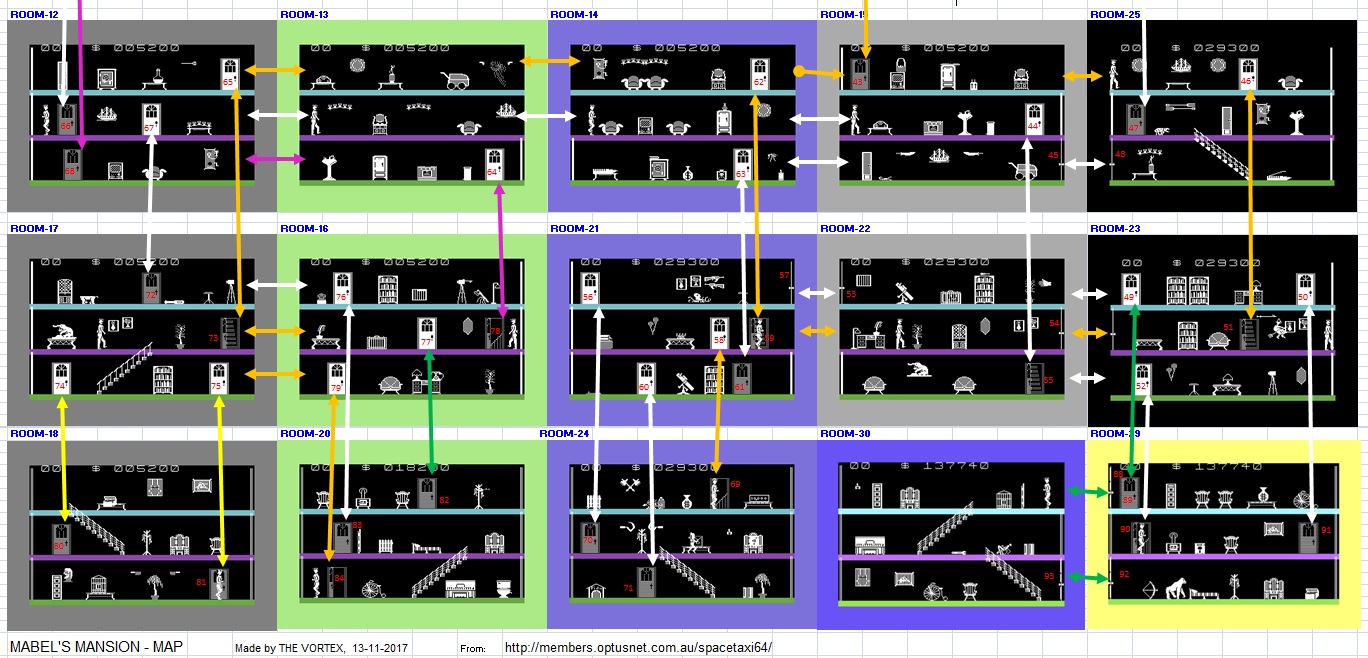 ROOM-12 ROOM-13 ROOM-14 ROOM-15 ROOM-25
00 $ 005200 00 $ 005200 00 $ 005200 00 $ 005200 00 $ 029300
65 62 43 46
66 67 44 47
68 64 63 45 48
ROOM-17 ROOM-16 ROOM-21 ROOM-22 ROOM-23
00 $ 005200 00 $ 005200 00 $ 029300 00 $ 029300 00 $ 029300
72 76 56 57 53 49 50
73 77 78 58 59 54 51
74 75 79 60 61 55 52
ROOM-18 ROOM-20 ROOM-24 ROOM-30 ROOM-29
00 $ 005200 00 $ 018200 00 $ 029300 00 $ 137740 00 $ 137740
82 69 88 89
80 83 70 90 91
81 84 71 93 92
MABEL'S MANSION - MAP Made by THE VORTEX, 13-11-2017 From: http://members.optusnet.com.au/spacetaxi64/